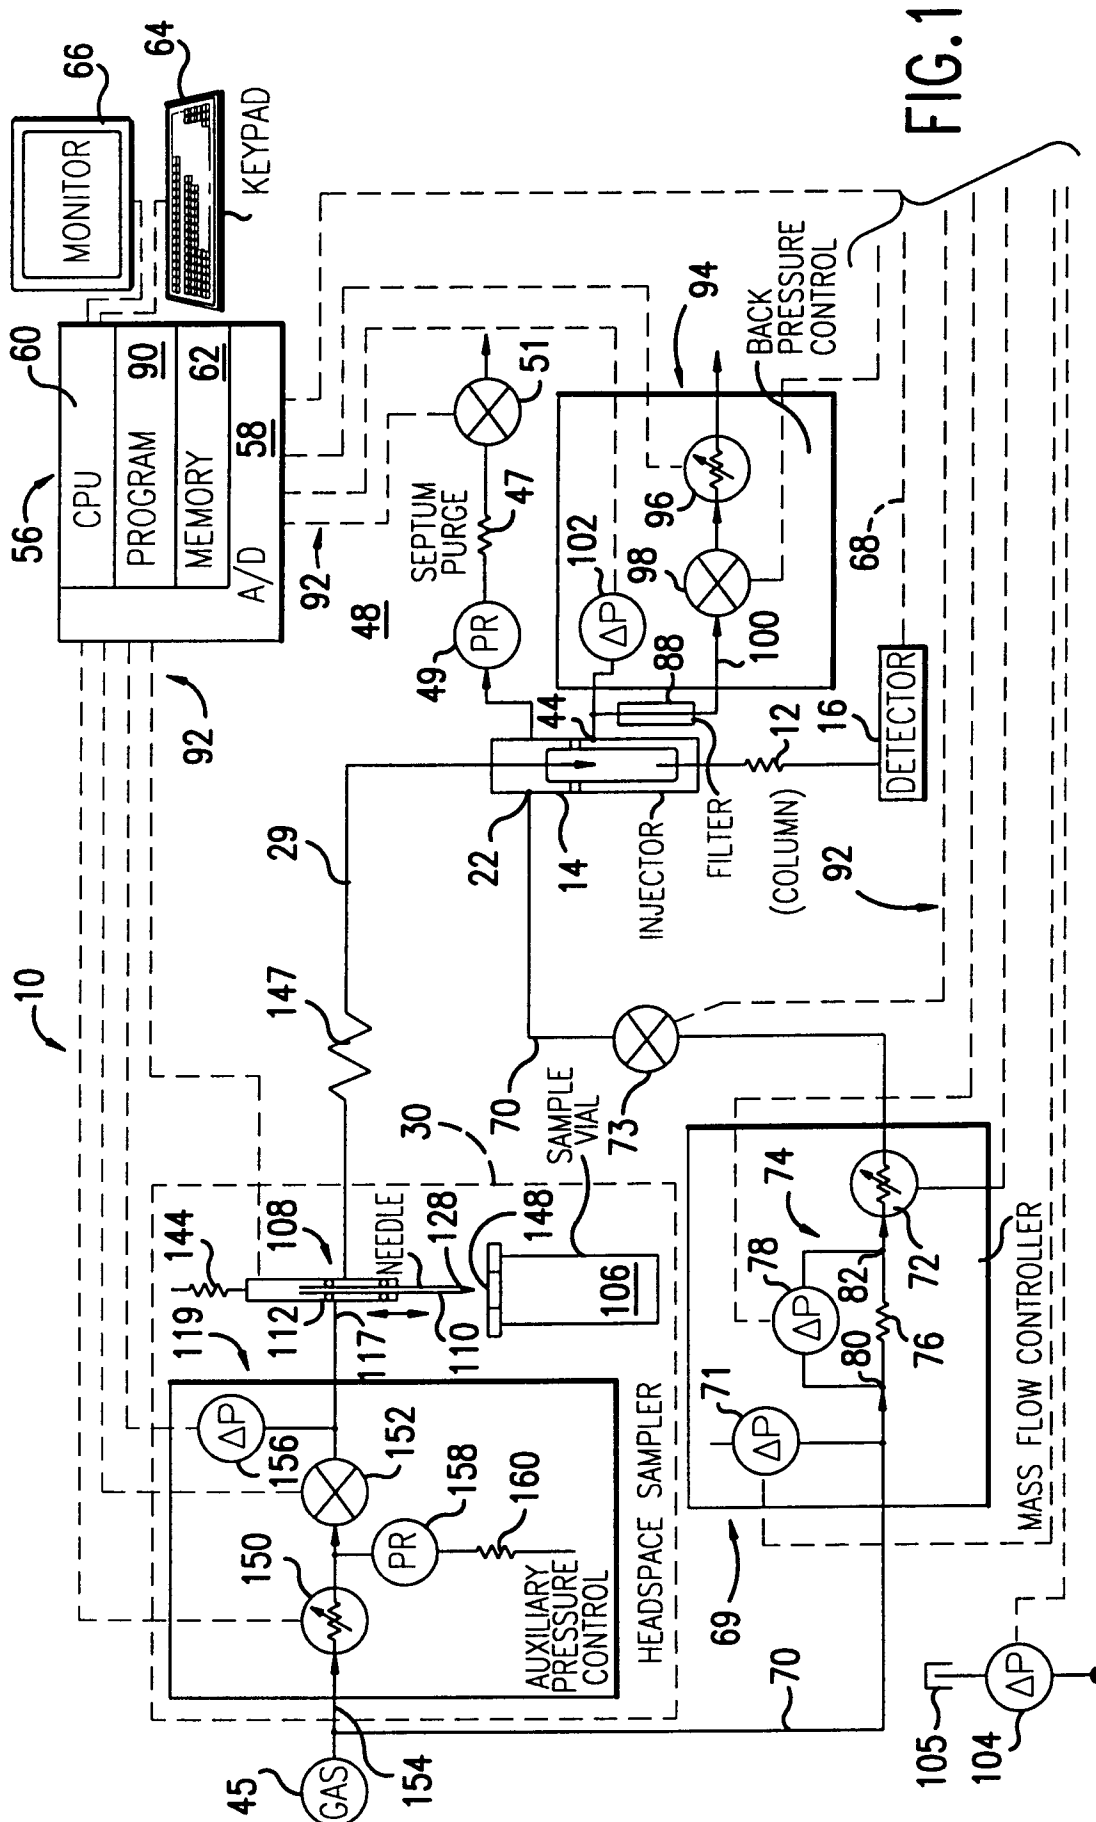 FIG.1
66
MONITOR
64
KEYPAD
60
56
CPU
PROGRAM
90
MEMORY
62
A/D
58
92
92
10
51
SEPTUM
PURGE
47
48
PR
49
94
BACK
PRESSURE
CONTROL
96
98
102
ΔP
100
88
44
29
22
14
INJECTOR
FILTER
12
(COLUMN)
16
DETECTOR
68
92
147
70
73
SAMPLE
VIAL
30
144
108
NEEDLE
128
148
106
119
112
117
110
ΔP
156
152
158
PR
160
150
AUXILIARY
PRESSURE
CONTROL
HEADSPACE SAMPLER
45
GAS
154
70
69
71
ΔP
78
ΔP
74
80
82
76
72
MASS FLOW CONTROLLER
105
ΔP
104